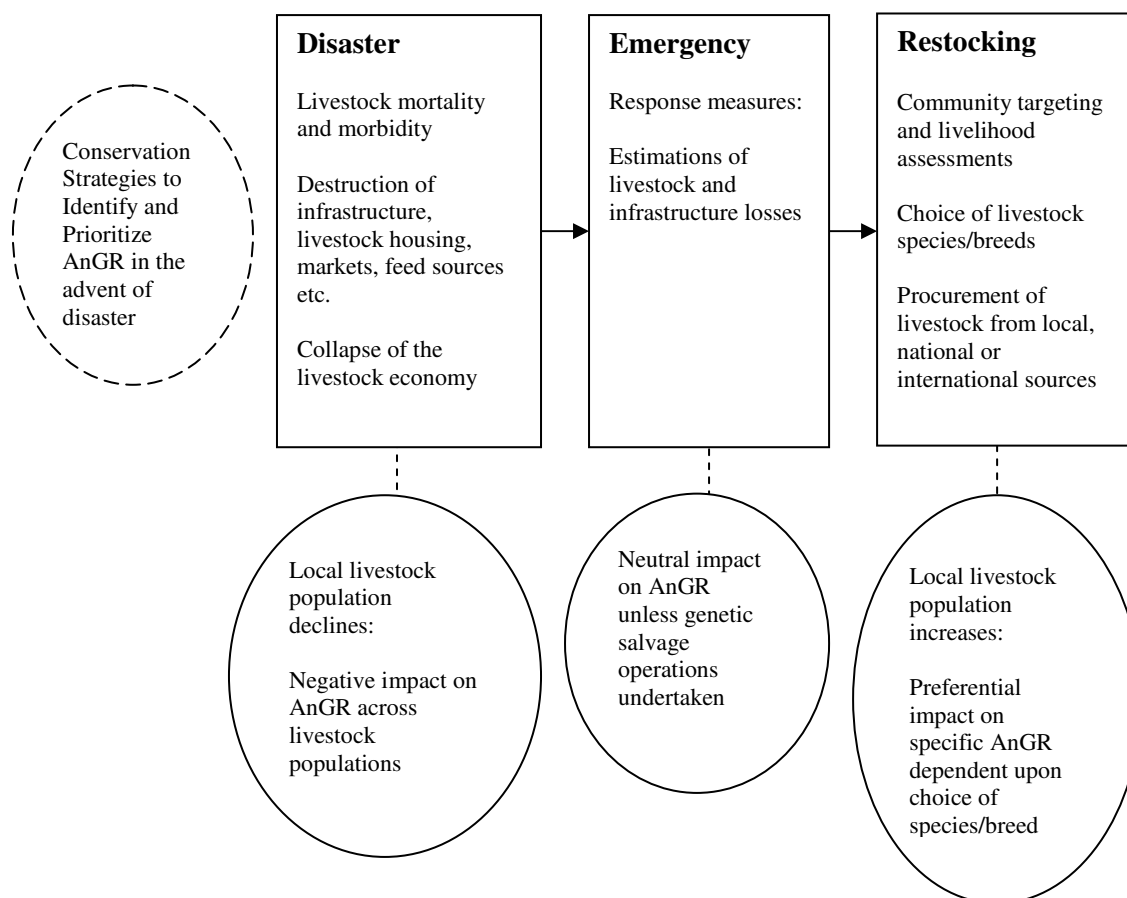 Conservation
Strategies to
Identify and
Prioritize
AnGR in the
advent of
disaster
Disaster
Livestock mortality
and morbidity
Destruction of
infrastructure,
livestock housing,
markets, feed sources
etc.
Collapse of the
livestock economy
Emergency
Response measures:
Estimations of
livestock and
infrastructure losses
Restocking
Community targeting
and livelihood
assessments
Choice of livestock
species/breeds
Procurement of
livestock from local,
national or
international sources
Local livestock
population
declines:
Negative impact on
AnGR across
livestock
populations
Neutral impact
on AnGR
unless genetic
salvage
operations
undertaken
Local livestock
population
increases:
Preferential
impact on
specific AnGR
dependent upon
choice of
species/breed